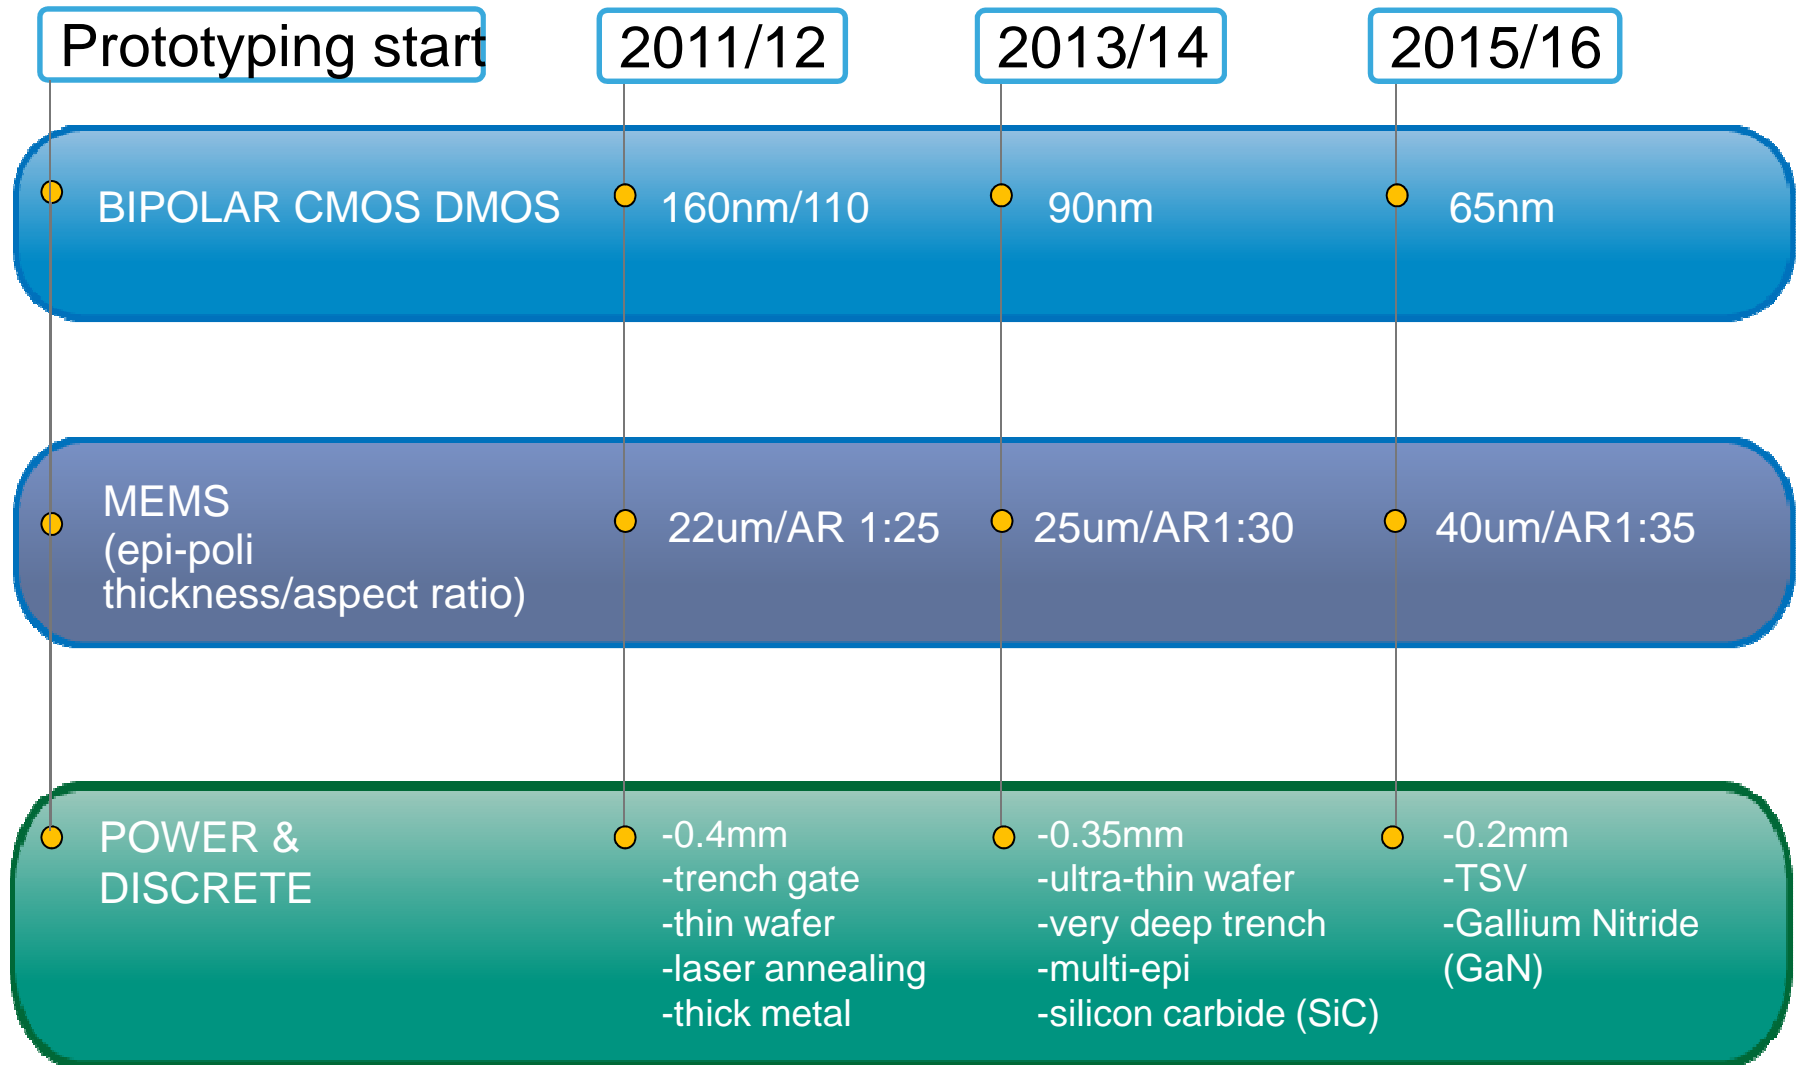 Prototyping start
2011/12
2013/14
2015/16
BIPOLAR CMOS DMOS
160nm/110
90nm
65nm
MEMS
(epi-poli
thickness/aspect ratio)
22um/AR 1:25
25um/AR1:30
40um/AR1:35
POWER &
DISCRETE
-0.4mm
-trench gate
-thin wafer
-laser annealing
-thick metal
-0.35mm
-ultra-thin wafer
-very deep trench
-multi-epi
-silicon carbide (SiC)
-0.2mm
-TSV
-Gallium Nitride
(GaN)